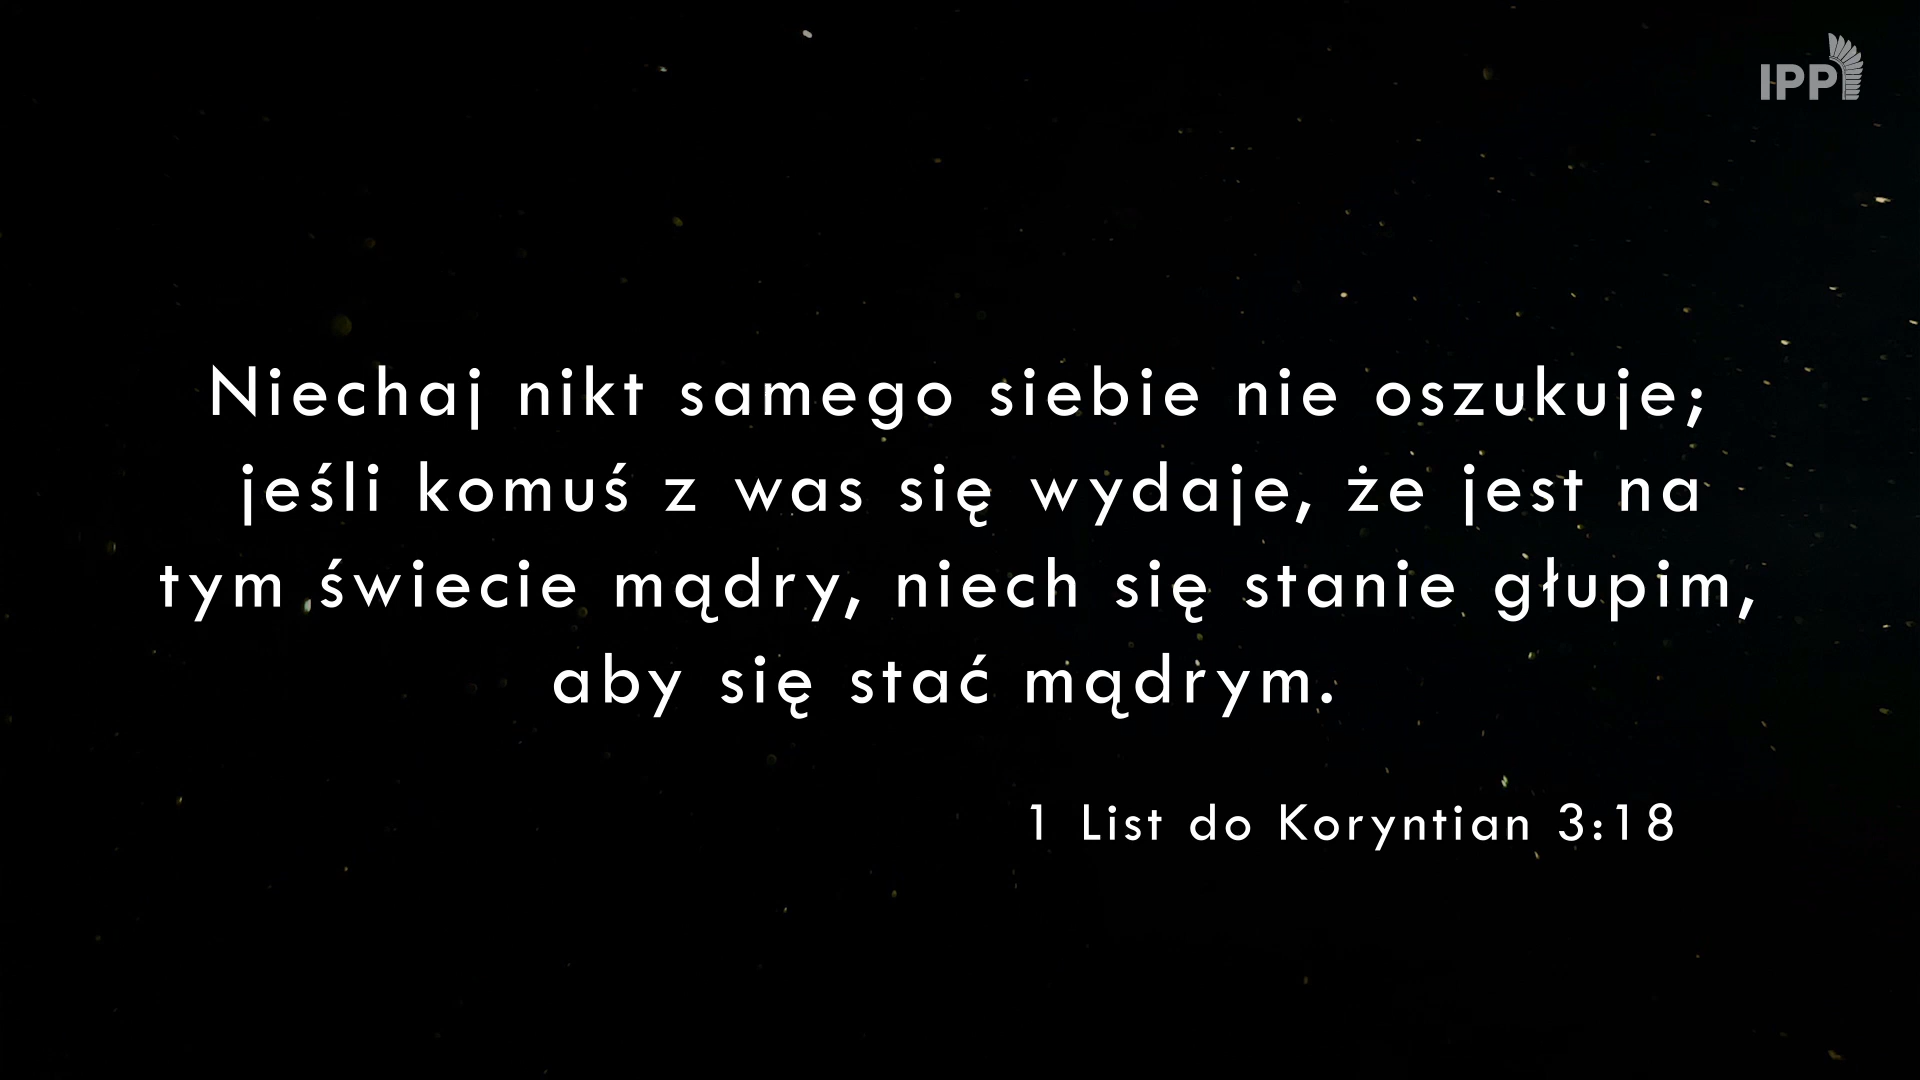 IPP
Niechaj nikt samego siebie nie oszukuje;
jeśli komuś z was się wydaje, że jest na
tym świecie mądry, niech się stanie głupim,
aby się stać mądrym.
1 List do Koryntian 3:18